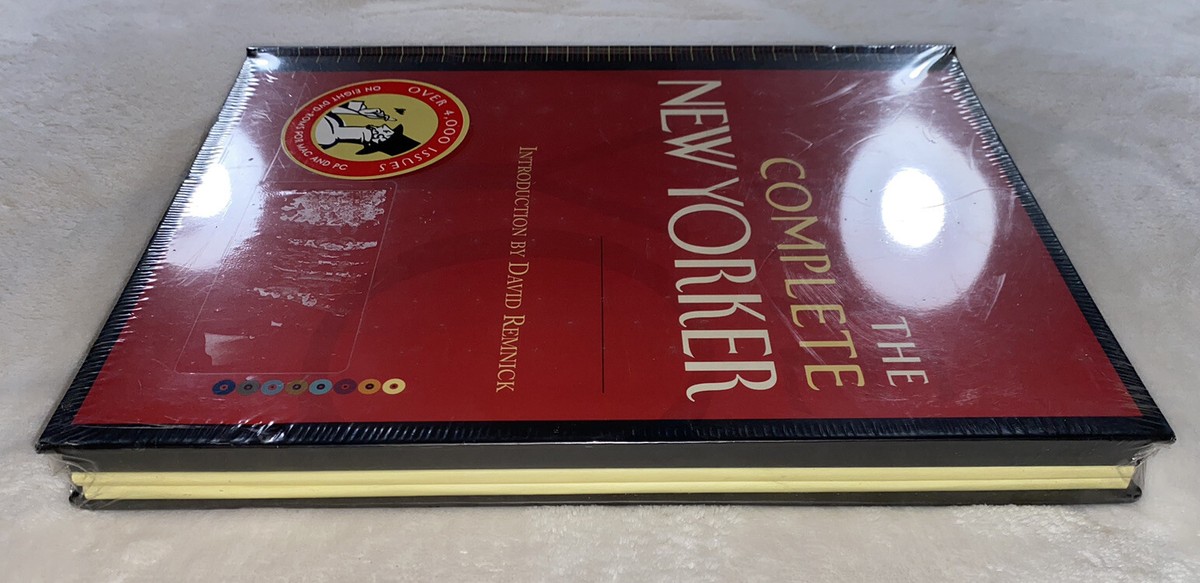 THE
COMPLETE
NEW YORKER
INTRODUCTION BY DAVID REMNICK
OVER 4,000 ISSUES
ON EIGHT DVD-ROMS FOR MAC AND PC